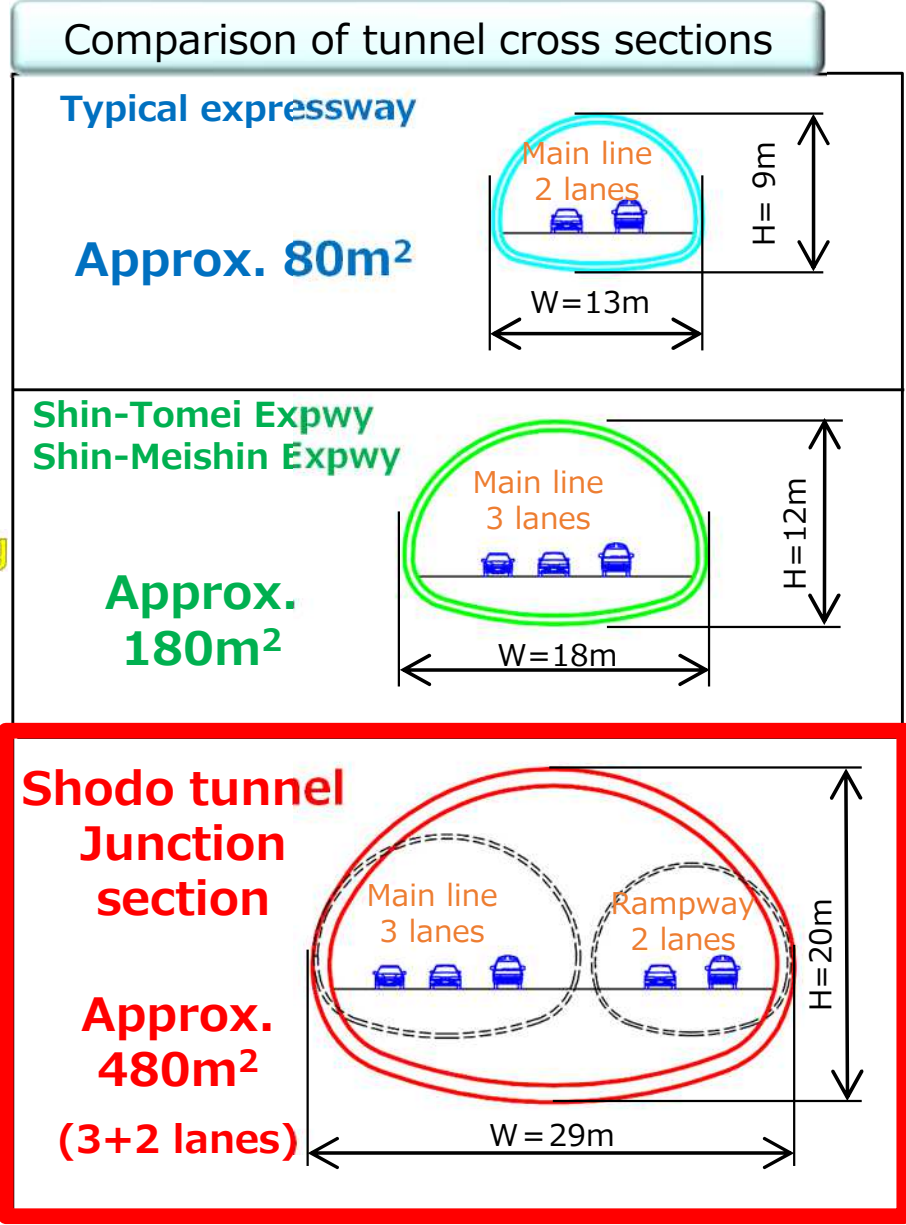 Comparison of tunnel cross sections
Typical expressway
Approx. 80m²
Main line
2 lanes
H= 9m
W=13m
Shin-Tomei Expwy
Shin-Meishin Expwy
Approx.
180m²
Main line
3 lanes
H=12m
W=18m
Shodo tunnel
Junction
section
Approx.
480m²
(3+2 lanes)
Main line
3 lanes
Rampway
2 lanes
H=20m
W=29m